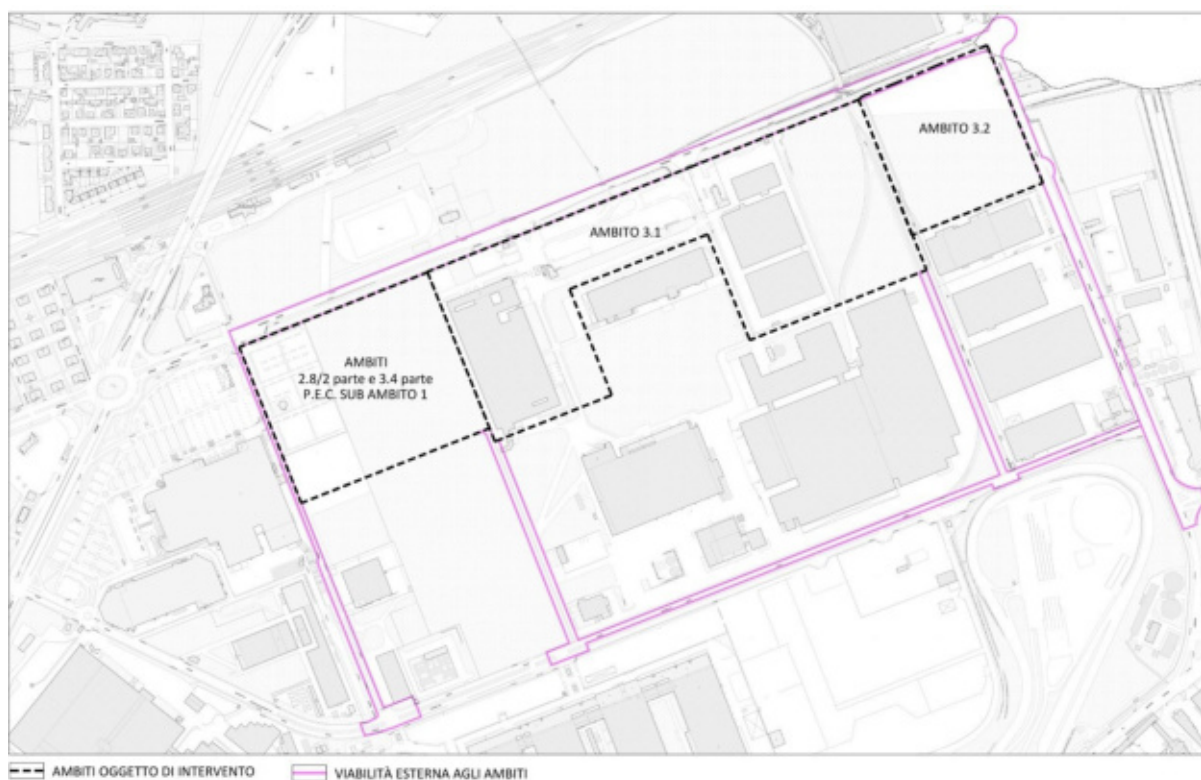 AMBITO 3.2
AMBITO 3.1
AMBITI
2.8/2 parte e 3.4 parte
P.E.C. SUB AMBITO 1
AMBITI OGGETTO DI INTERVENTO
VIABILITÀ ESTERNA AGLI AMBITI